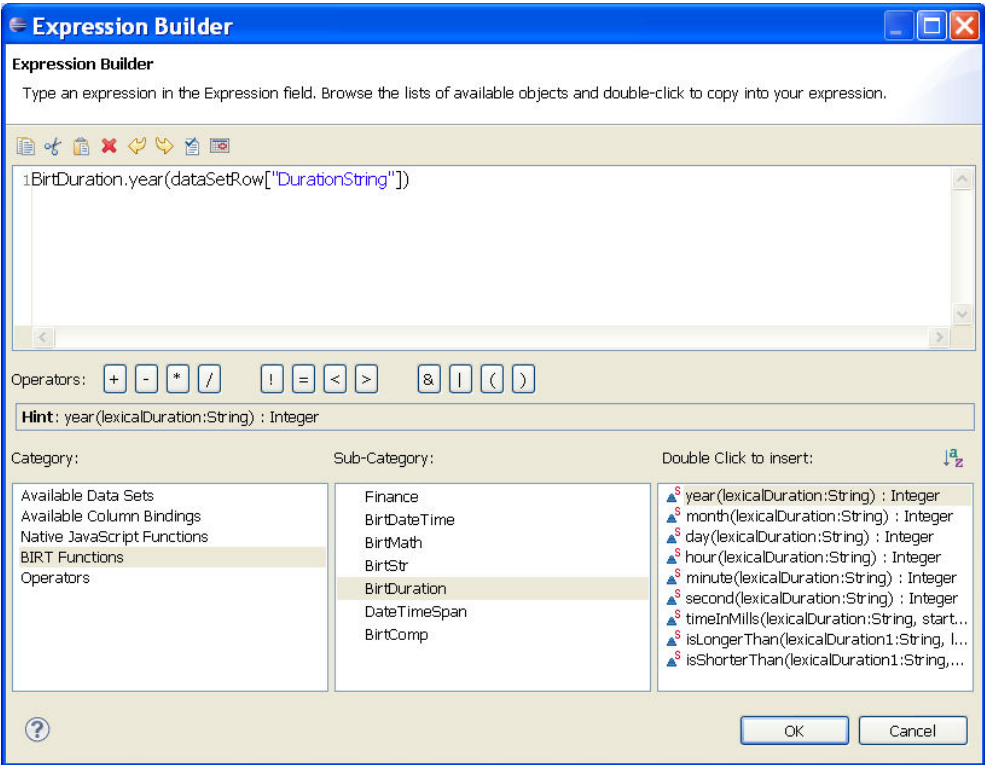 Expression Builder
Expression Builder
Type an expression in the Expression field. Browse the lists of available objects and double-click to copy into your expression.
1BirtDuration.year(dataSetRow["DurationString"])
Operators: + - * / ! = < > & | ( )
Hint: year(lexicalDuration:String) : Integer
Category:
Sub-Category:
Double Click to insert:
Available Data Sets
Available Column Bindings
Native JavaScript Functions
BIRT Functions
Operators
Finance
BirtDateTime
BirtMath
BirtStr
BirtDuration
DateTimeSpan
BirtComp
year(lexicalDuration:String) : Integer
month(lexicalDuration:String) : Integer
day(lexicalDuration:String) : Integer
hour(lexicalDuration:String) : Integer
minute(lexicalDuration:String) : Integer
second(lexicalDuration:String) : Integer
timeInMills(lexicalDuration:String, start...
isLongerThan(lexicalDuration1:String, l...
isShorterThan(lexicalDuration1:String,...
OK
Cancel